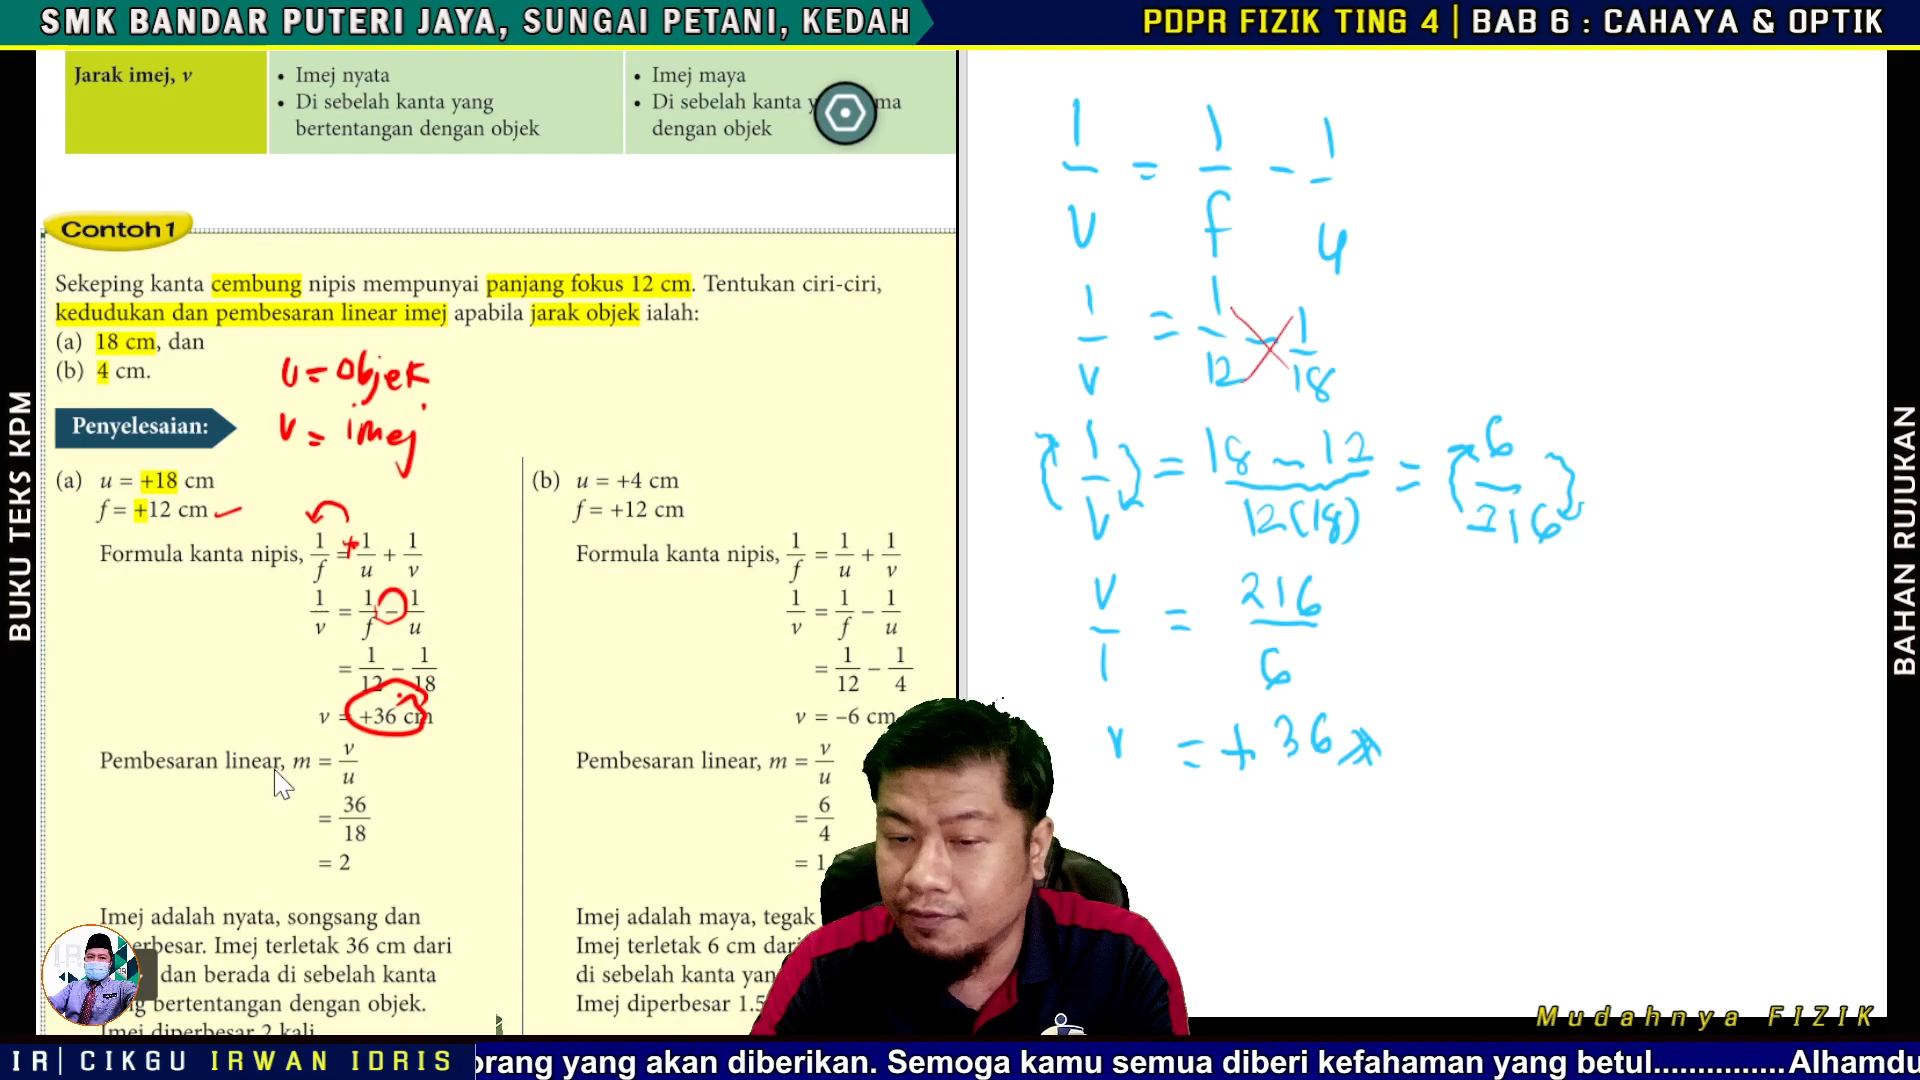 SMK BANDAR PUTERI JAYA, SUNGAI PETANI, KEDAH
PDPR FIZIK TING 4 | BAB 6 : CAHAYA & OPTIK
BUKU TEKS KPM
Jarak imej, v
• Imej nyata
• Di sebelah kanta yang
bertentangan dengan objek
• Imej maya
• Di sebelah kanta
dengan objek
Contoh 1
Sekeping kanta cembung nipis mempunyai panjang fokus 12 cm. Tentukan ciri-ciri,
kedudukan dan pembesaran linear imej apabila jarak objek ialah:
(a) 18 cm, dan
(b) 4 cm.
u = Objek
v = imej
Penyelesaian:
(a) u = +18 cm
f = +12 cm
Formula kanta nipis, 1/f = 1/u + 1/v
1/v = 1/f – 1/u
= 1/12 – 1/18
v = +36 cm
Pembesaran linear, m = v/u
= 36/18
= 2
Imej adalah nyata, songsang dan
Imej terletak 36 cm dari
dan berada di sebelah kanta
bertentangan dengan objek.
Imej diperbesar 2 kali
(b) u = +4 cm
f = +12 cm
Formula kanta nipis, 1/f = 1/u + 1/v
1/v = 1/f – 1/u
= 1/12 – 1/4
v = –6 cm
Pembesaran linear, m = v/u
= 6/4
= 1
Imej adalah maya, tegak
Imej terletak 6 cm dari
di sebelah kanta
Imej diperbesar 1.5
1/v = 1/f - 1/u
1/v = 1/12 - 1/18
(1/v) = 18 - 12 / 12(18) = (6/216)
v/1 = 216/6
v = +36
BAHAN RUJUKAN
Mudahnya FIZIK
IR| CIKGU IRWAN IDRIS
orang yang akan diberikan. Semoga kamu semua diberi kefahaman yang betul...............Alhamdu